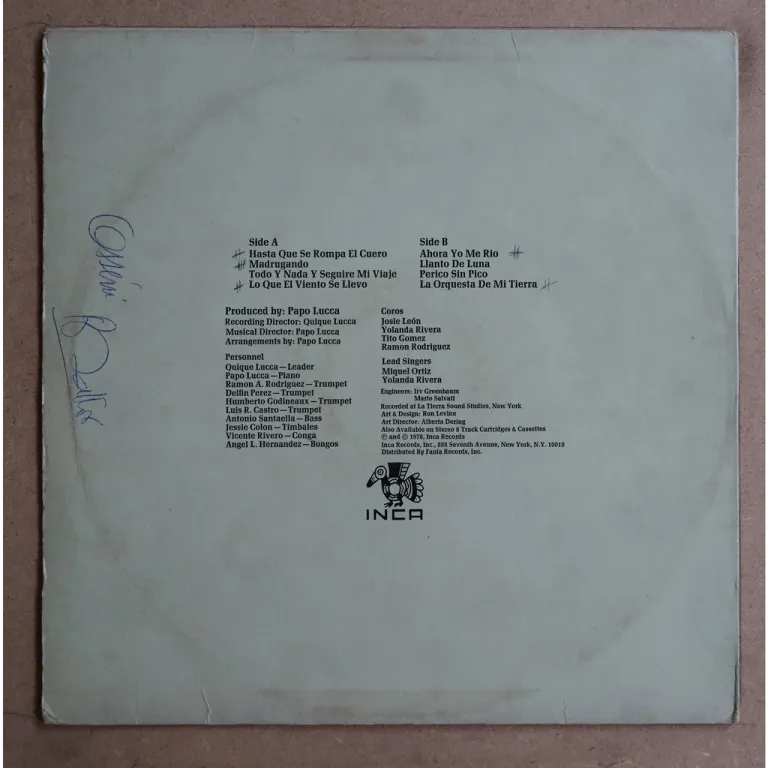 Side A
# Hasta Que Se Rompa El Cuero
# Madrugando
Todo Y Nada Y Seguire Mi Viaje
# Lo Que El Viento Se Llevo
Side B
Ahora Yo Me Rio #
Llanto De Luna
Perico Sin Pico
La Orquesta De Mi Tierra #
Produced by: Papo Lucca
Recording Director: Quique Lucca
Musical Director: Papo Lucca
Arrangements by: Papo Lucca
Personnel
Quique Lucca—Leader
Papo Lucca—Piano
Ramon A. Rodriguez—Trumpet
Delfin Perez—Trumpet
Humberto Godineaux—Trumpet
Luis R. Castro—Trumpet
Antonio Santaella—Bass
Jessie Colon—Timbales
Vicente Rivero—Conga
Angel L. Hernandez—Bongos
Coros
Josie León
Yolanda Rivera
Tito Gomez
Ramon Rodriguez
Lead Singers
Miquel Ortiz
Yolanda Rivera
Engineers: Irv Greenbaum
Mario Salvati
Recorded at La Tierra Sound Studios, New York
Art & Design: Ron Levine
Art Director: Alberta Dering
Also Available on Stereo 8 Track Cartridges & Cassettes
℗ and © 1978, Inca Records
Inca Records, Inc., 888 Seventh Avenue, New York, N.Y. 10019
Distributed By Fania Records, Inc.
INCA